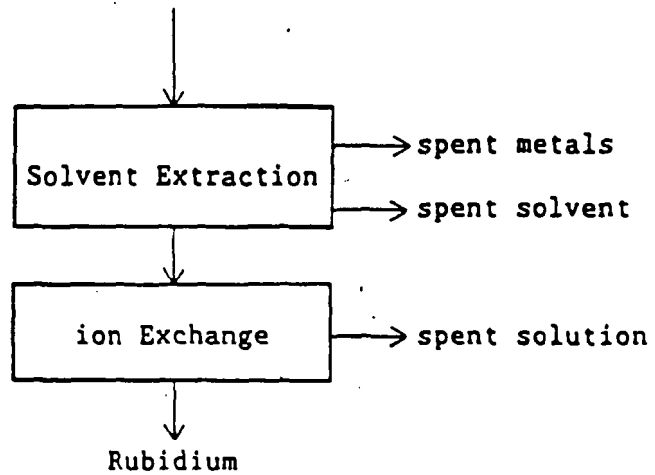 spent metals
Solvent Extraction
spent solvent
ion Exchange
spent solution
Rubidium